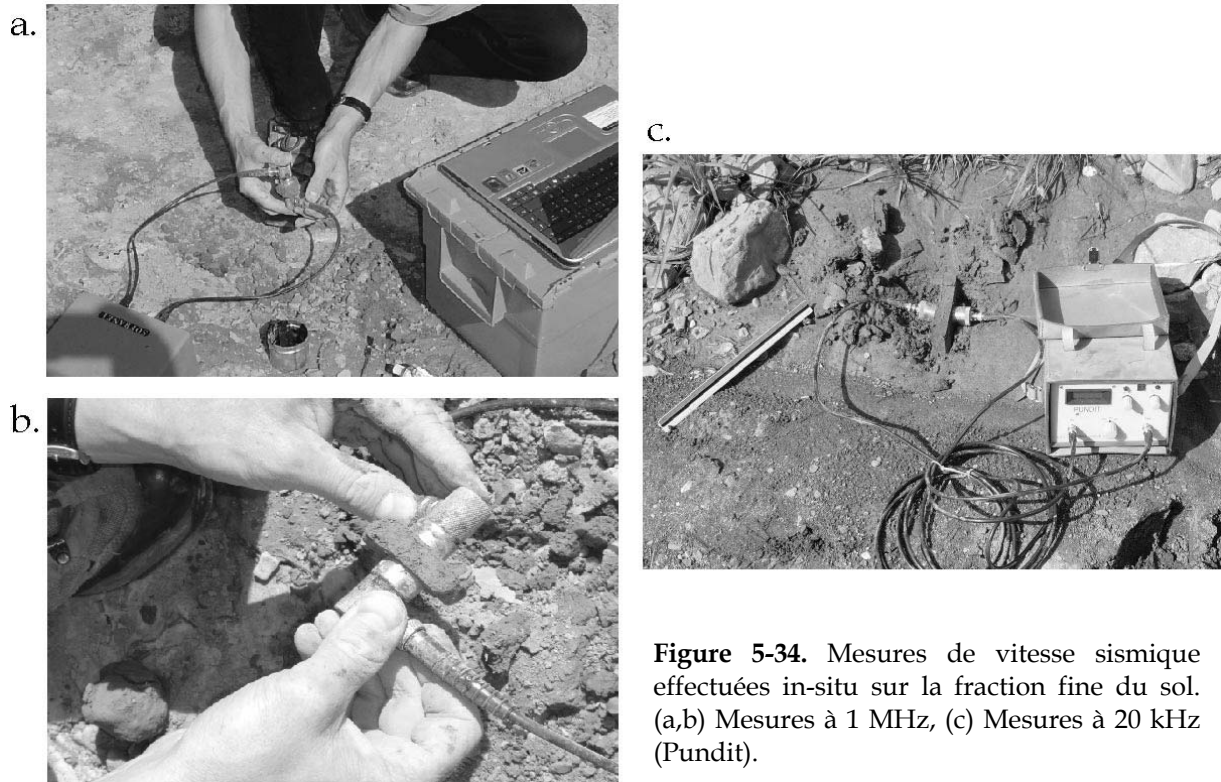 a.
b.
c.
PUNDIT
Figure 5-34. Mesures de vitesse sismique
effectuées in-situ sur la fraction fine du sol.
(a,b) Mesures à 1 MHz, (c) Mesures à 20 kHz
(Pundit).